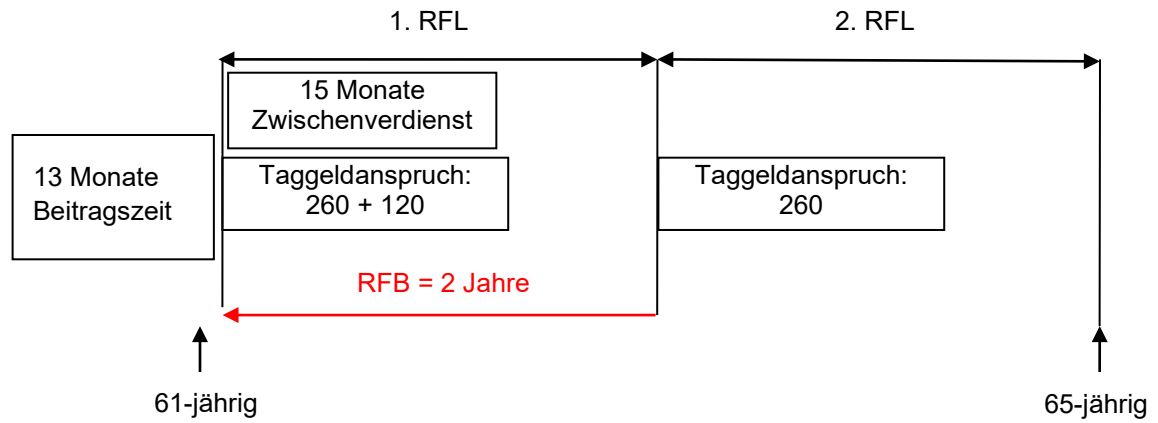 1. RFL
2. RFL
15 Monate
Zwischenverdienst
13 Monate
Beitragszeit
Taggeldanspruch:
260 + 120
Taggeldanspruch:
260
RFB = 2 Jahre
61-jährig
65-jährig